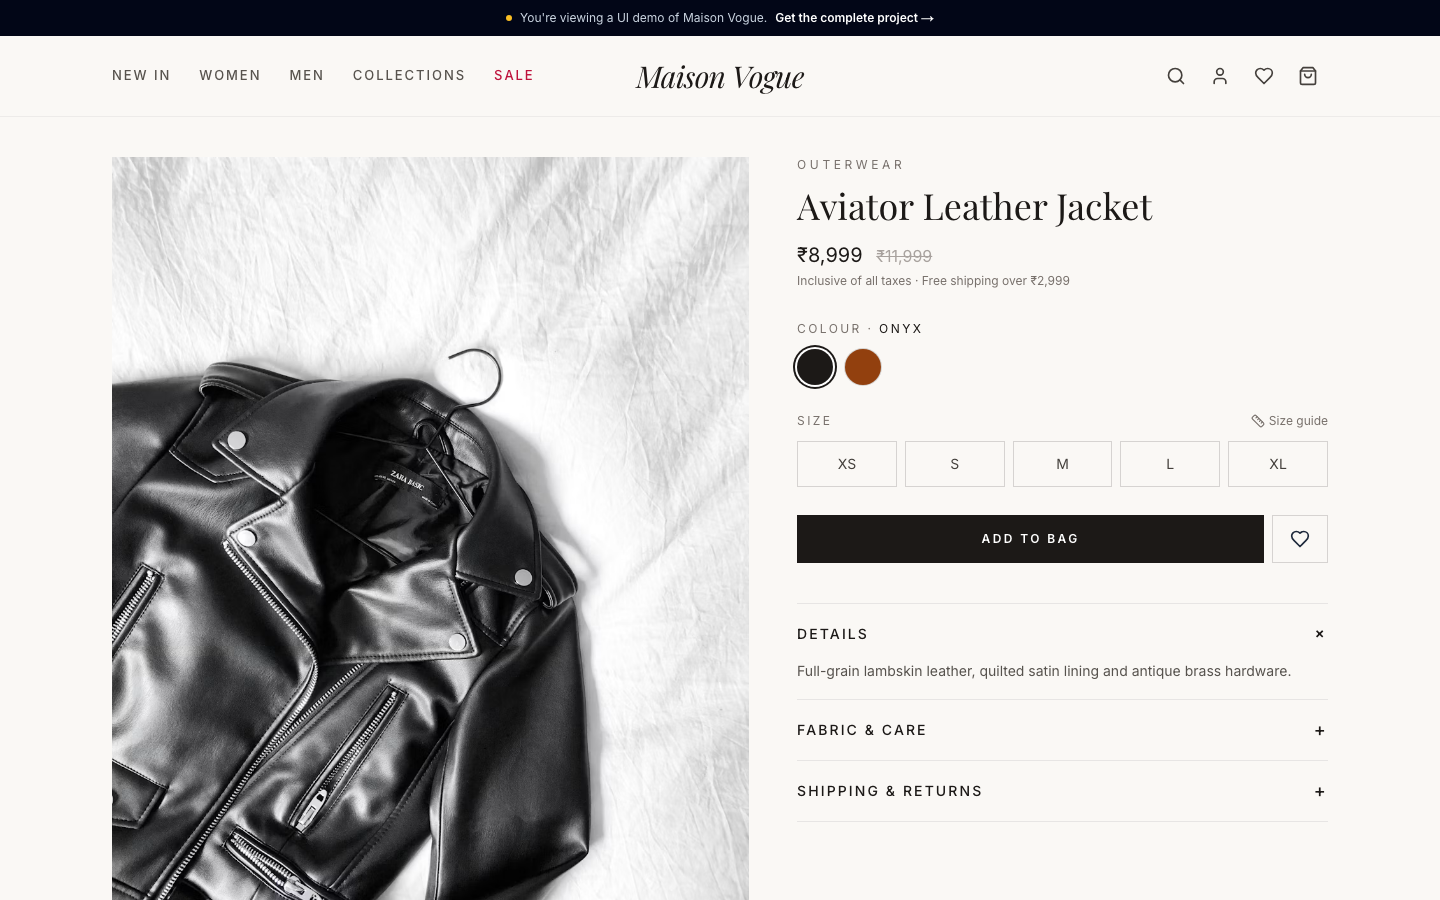 You're viewing a UI demo of Maison Vogue. Get the complete project →
NEW IN WOMEN MEN COLLECTIONS SALE
Maison Vogue
OUTERWEAR
Aviator Leather Jacket
₹8,999 ₹11,999
Inclusive of all taxes · Free shipping over ₹2,999
COLOUR · ONYX
SIZE
Size guide
XS S M L XL
ADD TO BAG
DETAILS
Full-grain lambskin leather, quilted satin lining and antique brass hardware.
FABRIC & CARE +
SHIPPING & RETURNS +
ZARA BASIC